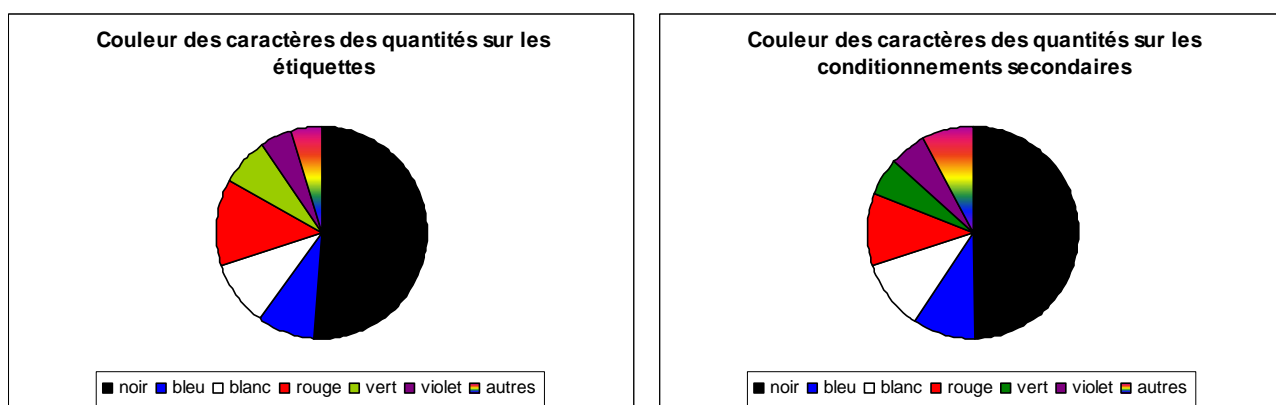 Couleur des caractères des quantités sur les
étiquettes
noir bleu blanc rouge vert violet autres
Couleur des caractères des quantités sur les
conditionnements secondaires
noir bleu blanc rouge vert violet autres